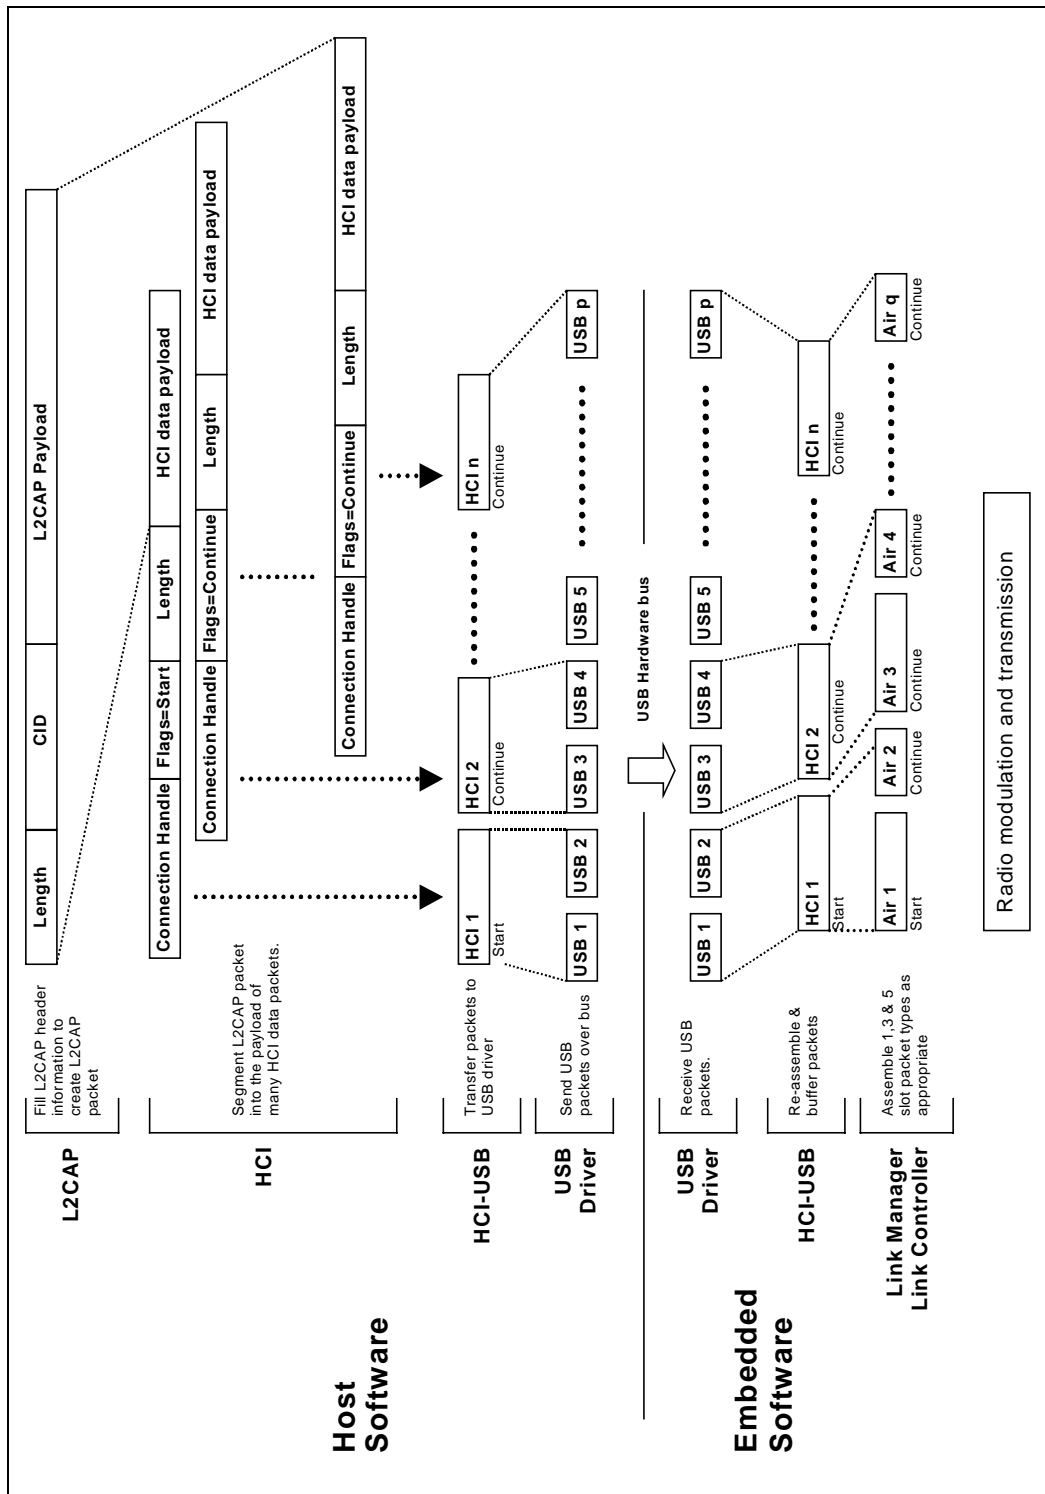 Host
Software
L2CAP
Fill L2CAP header
information to
create L2CAP
packet
Length
CID
L2CAP Payload
HCI
Segment L2CAP packet
into the payload of
many HCI data packets.
Connection Handle
Flags=Start
Length
HCI data payload
Connection Handle
Flags=Continue
Length
HCI data payload
Connection Handle
Flags=Continue
Length
HCI data payload
HCI-USB
Transfer packets to
USB driver
HCI 1
Start
HCI 2
Continue
HCI n
Continue
USB
Driver
Send USB
packets over bus
USB 1
USB 2
USB 3
USB 4
USB 5
USB p
USB Hardware bus
Embedded
Software
USB
Driver
Receive USB
packets.
USB 1
USB 2
USB 3
USB 4
USB 5
USB p
HCI-USB
Re-assemble &
buffer packets
HCI 1
Start
HCI 2
Continue
HCI n
Continue
Link Manager
Link Controller
Assemble 1,3 & 5
slot packet types as
appropriate
Air 1
Start
Air 2
Continue
Air 3
Continue
Air 4
Continue
Air q
Continue
Radio modulation and transmission